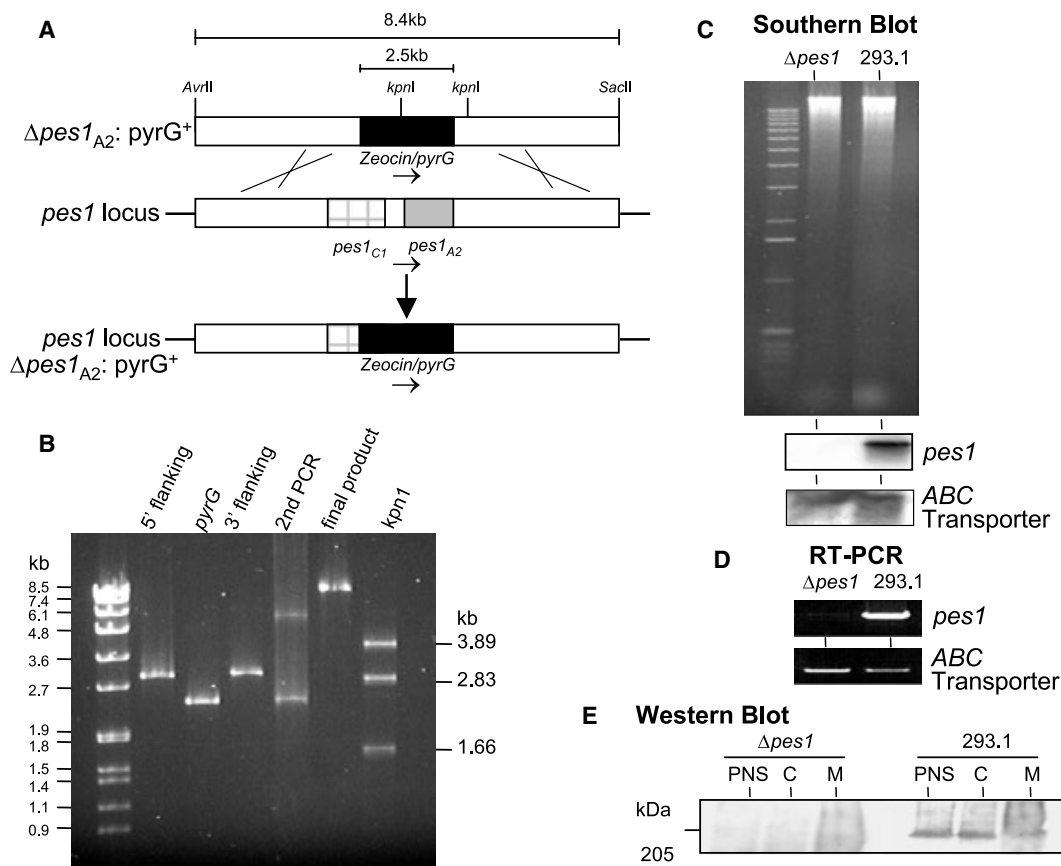 A
8.4kb
2.5kb
AvrII
kpnI
kpnI
SacII
Δpes1A2: pyrG+
Zeocin/pyrG
→
pes1 locus
pes1C1
pes1A2
→
pes1 locus
Δpes1A2: pyrG+
Zeocin/pyrG
→
B
5' flanking
pyrG
3' flanking
2nd PCR
final product
kpn1
kb
8.5
7.4
6.1
4.8
3.6
2.7
1.9
1.8
1.5
1.4
1.1
0.9
kb
3.89
2.83
1.66
C
Southern Blot
Δpes1
293.1
pes1
ABC
Transporter
D
RT-PCR
Δpes1
293.1
pes1
ABC
Transporter
E
Western Blot
Δpes1
293.1
PNS
C
M
PNS
C
M
kDa
205